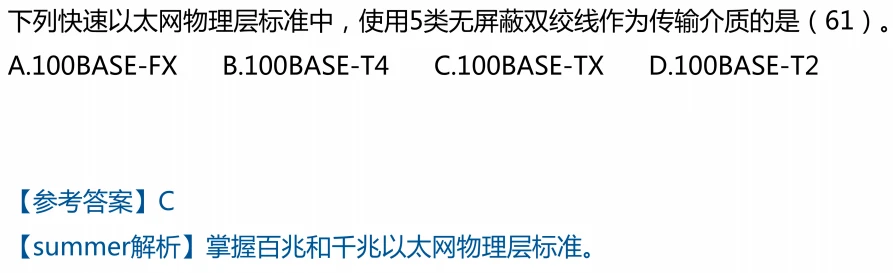 下列快速以太网物理层标准中，使用5类无屏蔽双绞线作为传输介质的是（61）。
A.100BASE-FX B.100BASE-T4 C.100BASE-TX D.100BASE-T2
【参考答案】C
【summer解析】掌握百兆和千兆以太网物理层标准。